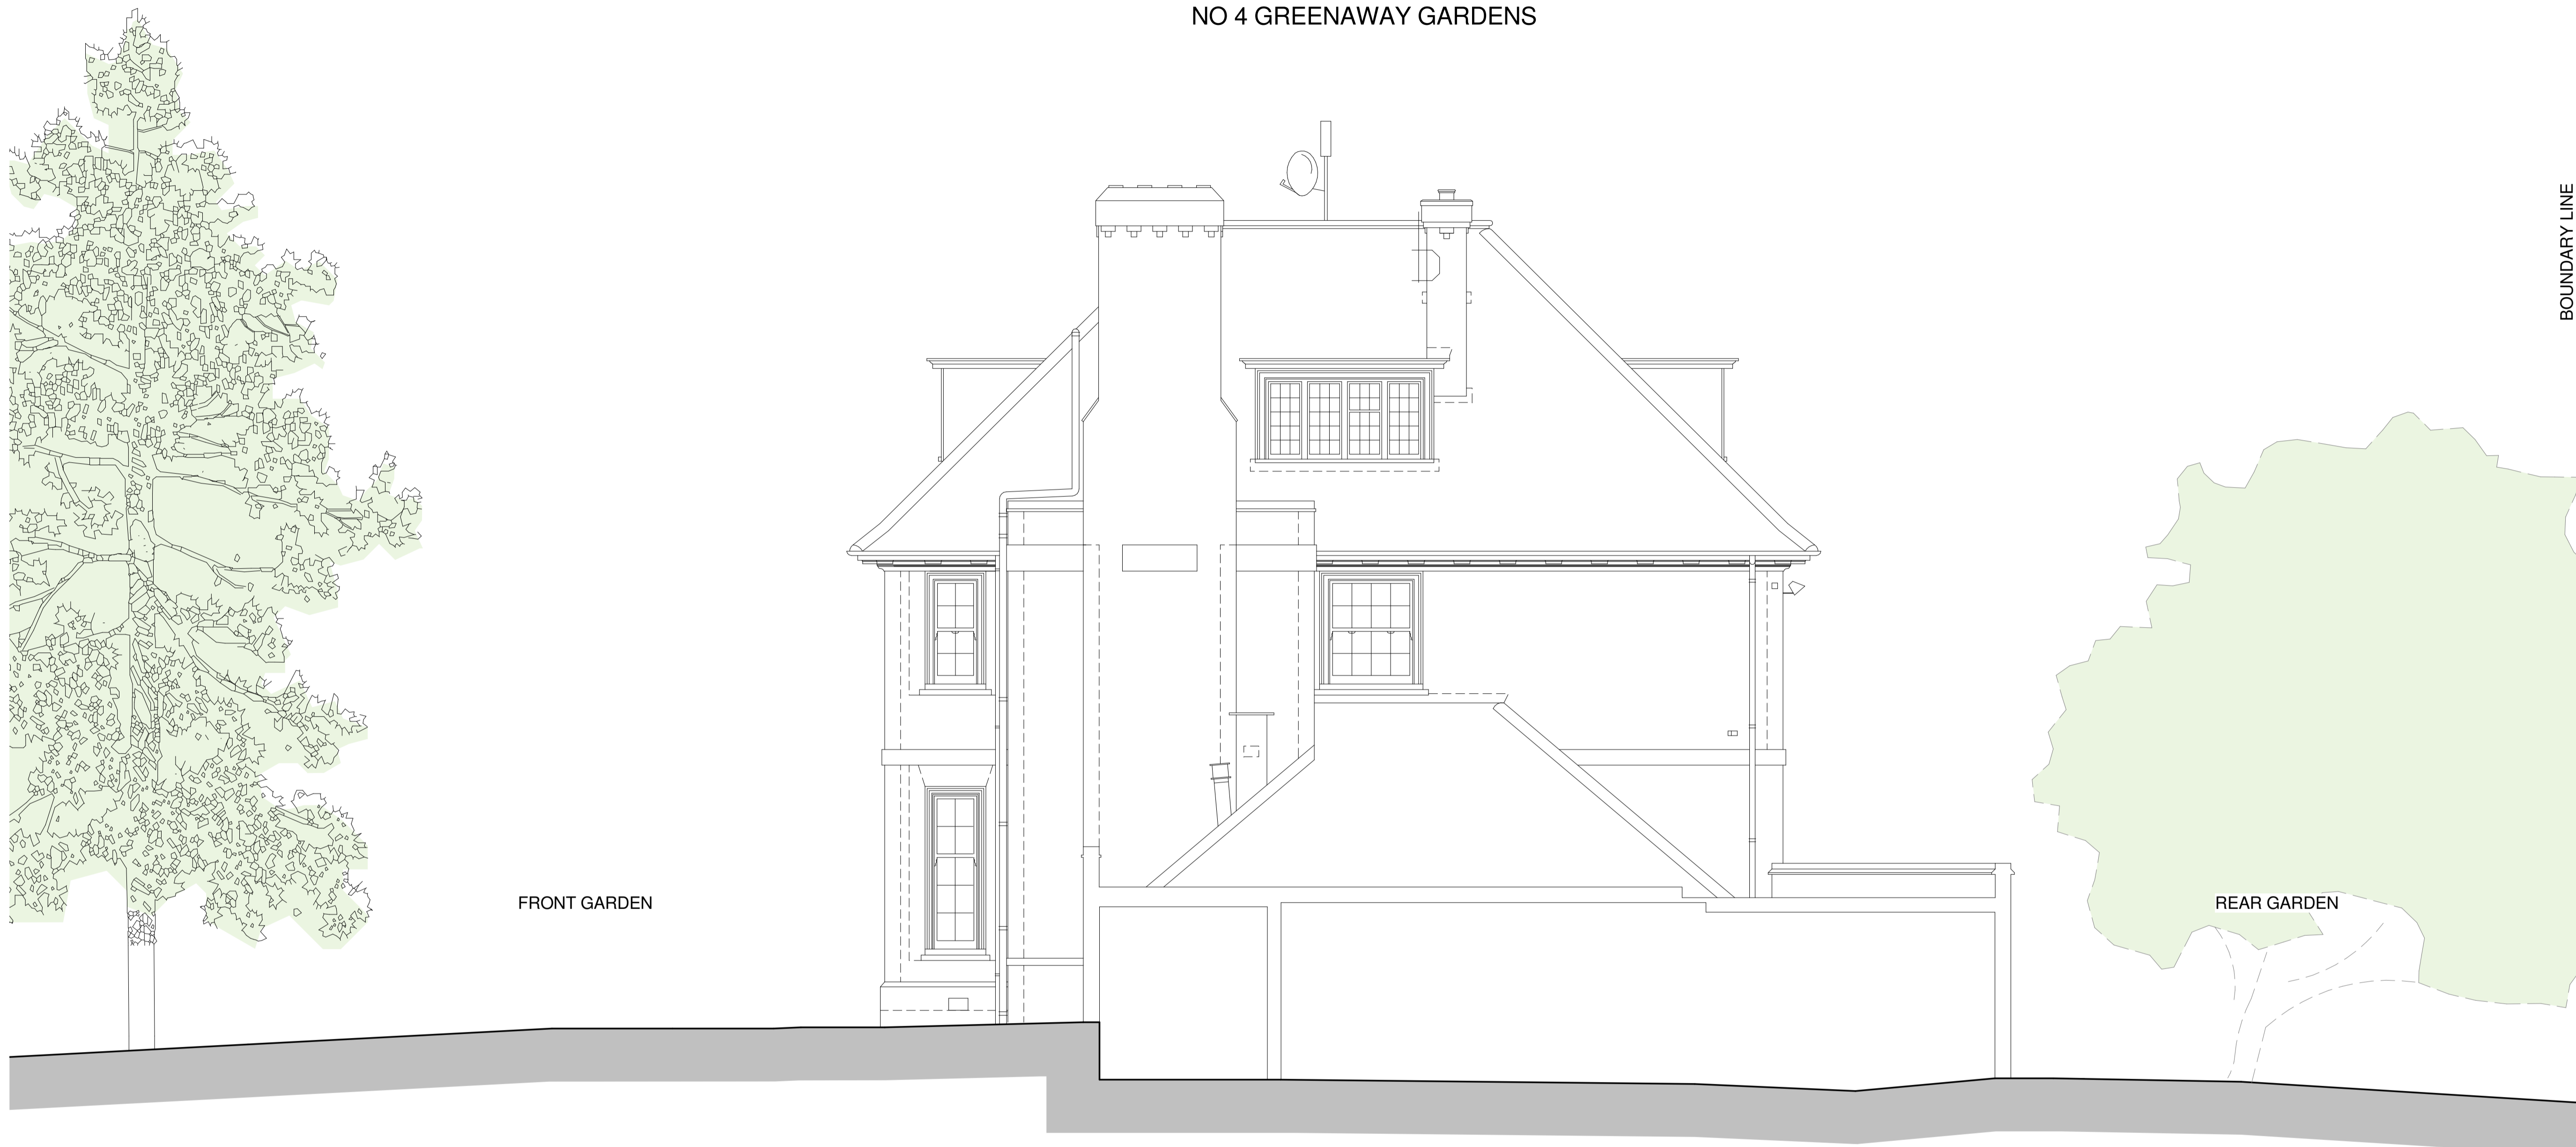 NO 4 GREENAWAY GARDENS
BOUNDARY LINE
FRONT GARDEN
REAR GARDEN